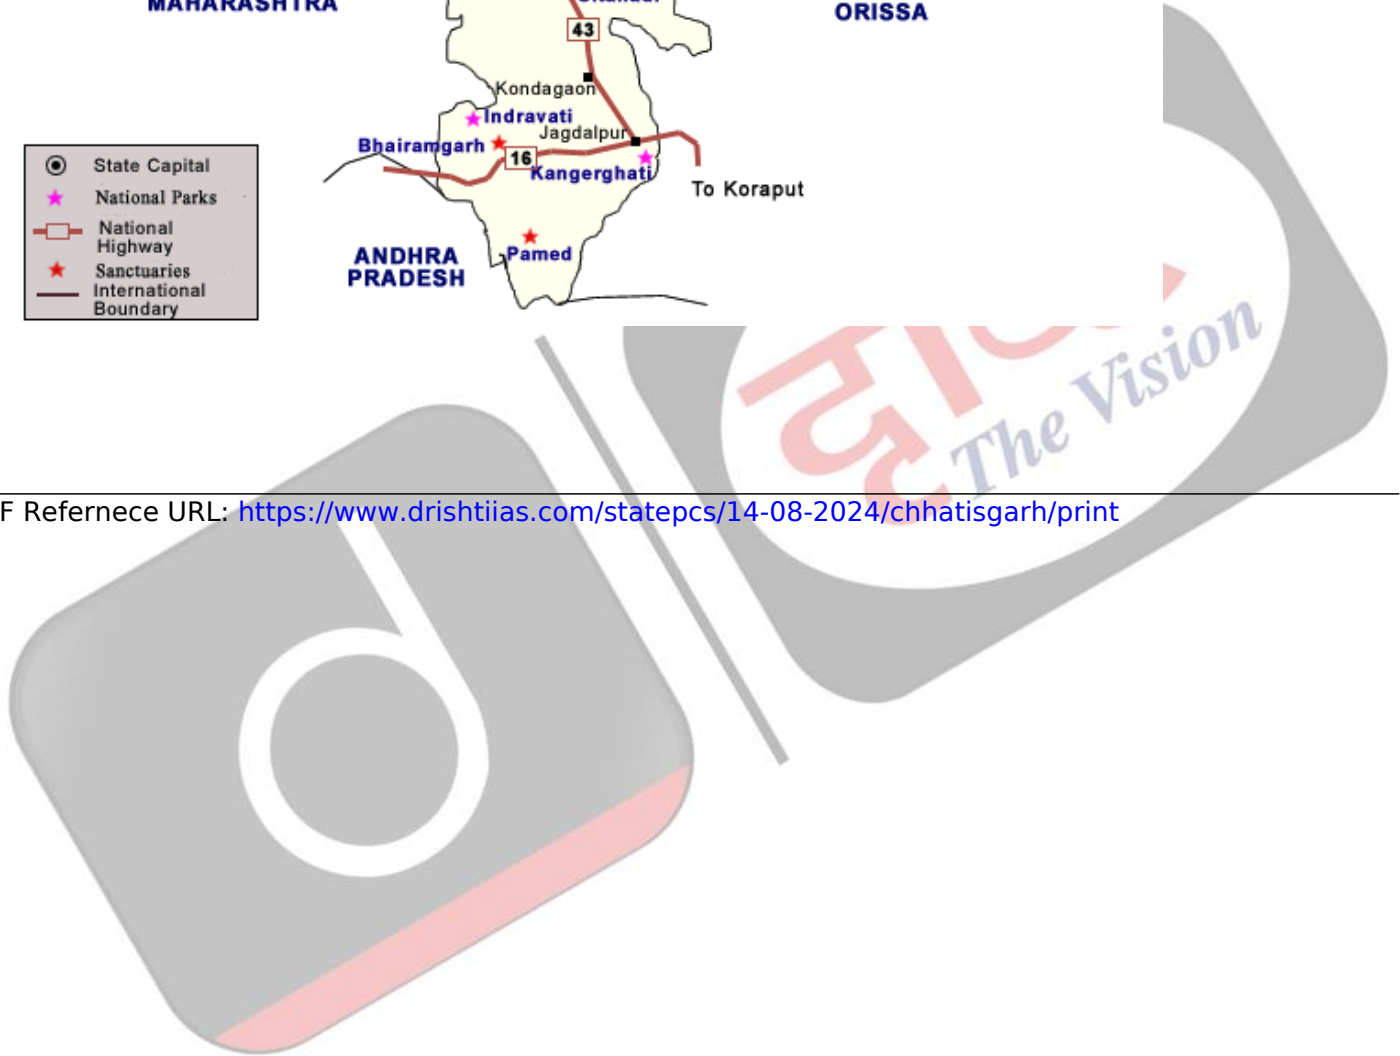 MAHARASHTRA
ORISSA
43
Kondagaon
Indravati
Jagdalpur
Bhairamgarh
16
Kangerghati
To Koraput
State Capital
National Parks
National
Highway
Sanctuaries
International
Boundary
ANDHRA
PRADESH
Pamed
The Vision
F Refernece URL: https://www.drishtiias.com/statepcs/14-08-2024/chhatisgarh/print